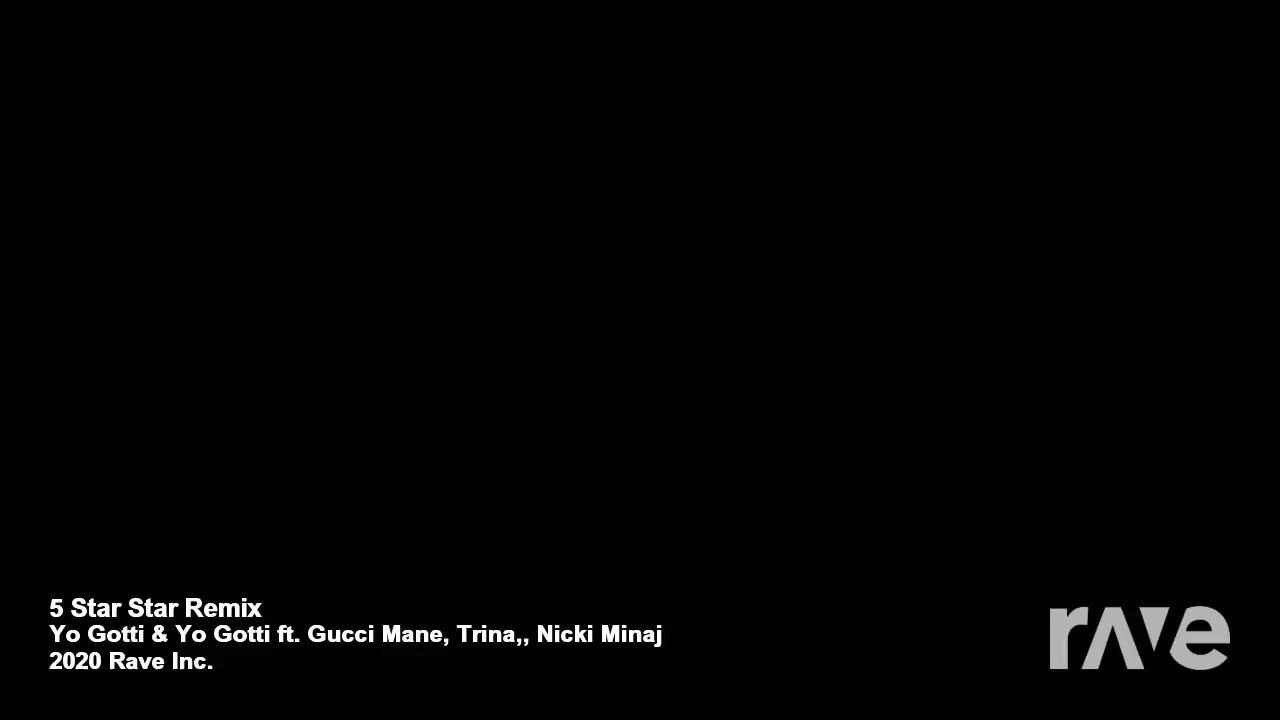 5 Star Star Remix
Yo Gotti & Yo Gotti ft. Gucci Mane, Trina,, Nicki Minaj
2020 Rave Inc.
rave